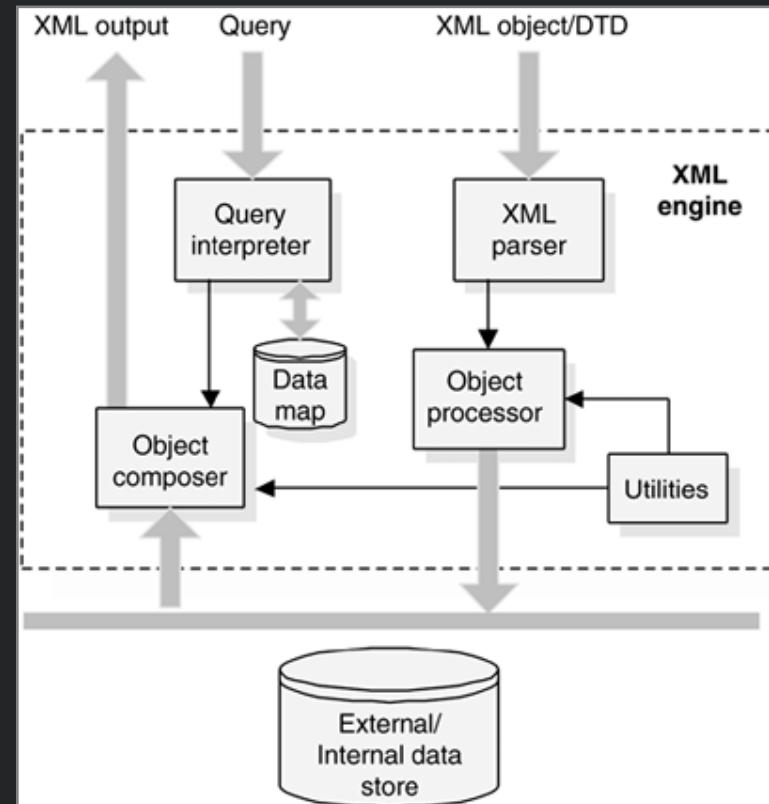 XML output
Query
XML object/DTD
XML
engine
Query
interpreter
XML
parser
Data
map
Object
processor
Object
composer
Utilities
External/
Internal data
store